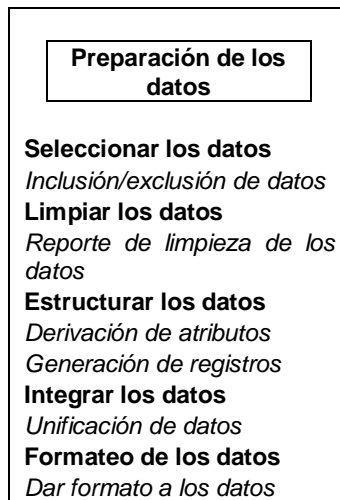 Preparación de los
datos
Seleccionar los datos
Inclusión/exclusión de datos
Limpiar los datos
Reporte de limpieza de los
datos
Estructurar los datos
Derivación de atributos
Generación de registros
Integrar los datos
Unificación de datos
Formateo de los datos
Dar formato a los datos